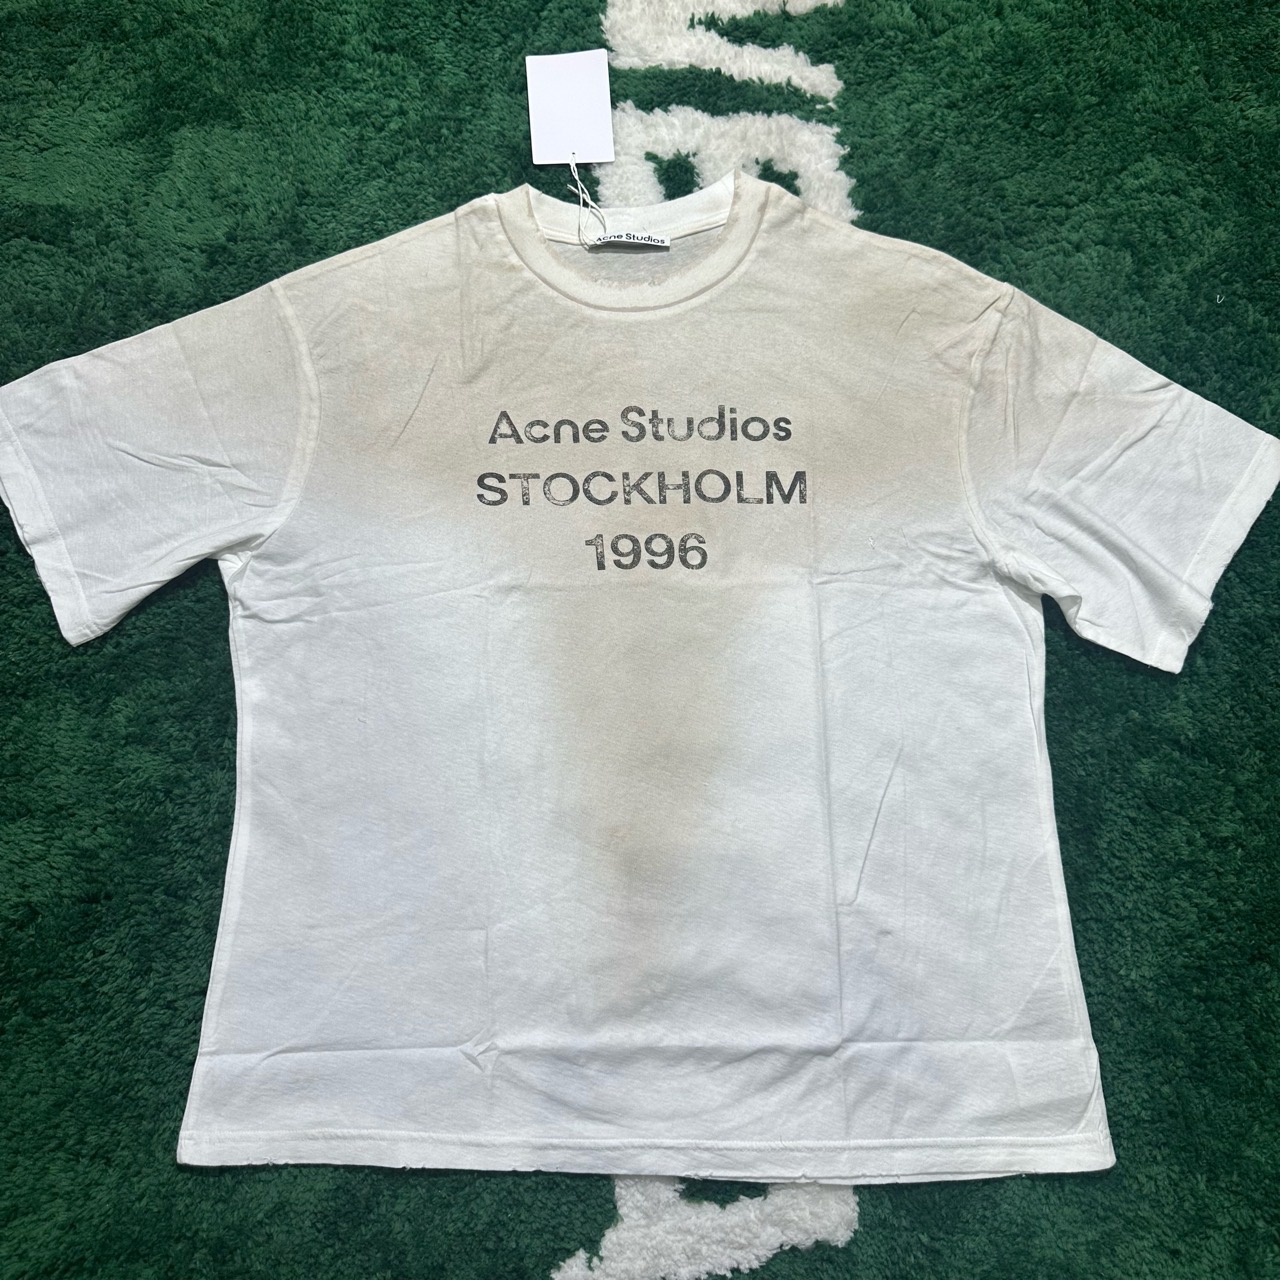 Acne Studios
Acne Studios
STOCKHOLM
1996